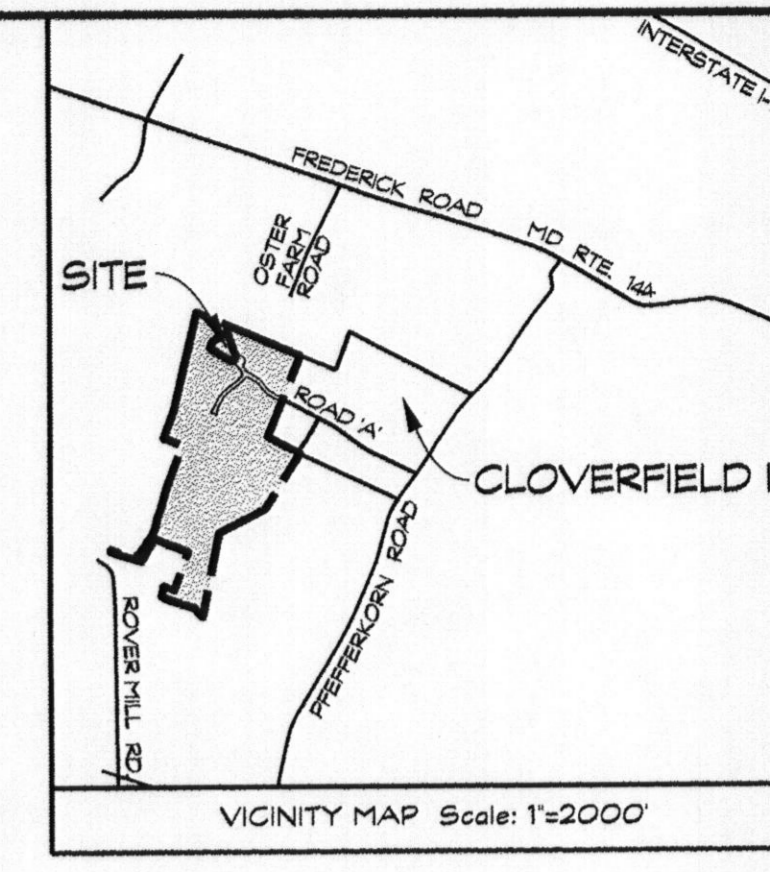 INTERSTATE I-
FREDERICK ROAD MD RTE. 144
OSTER
FARM
ROAD
SITE
ROAD 'A'
CLOVERFIELD
PFEFFERKORN ROAD
ROVER MILL RD.
VICINITY MAP Scale: 1"=2000'